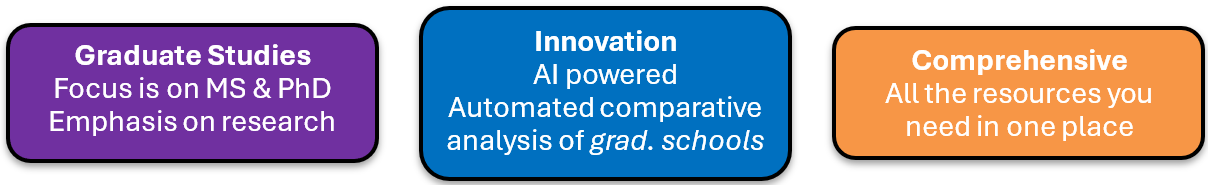 Graduate Studies
Focus is on MS & PhD
Emphasis on research
Innovation
AI powered
Automated comparative
analysis of grad. schools
Comprehensive
All the resources you
need in one place